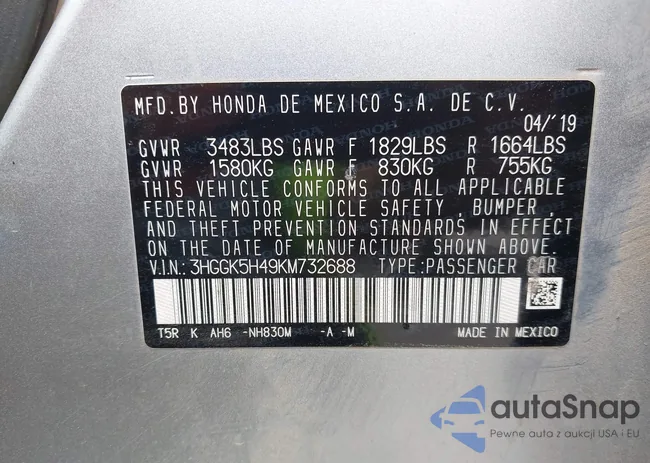 MFD.BY HONDA DE MEXICO S.A. DE C.V.
04/'19
GVWR 3483LBS GAWR F 1829LBS R 1664LBS
GVWR 1580KG GAWR F 830KG R 755KG
THIS VEHICLE CONFORMS TO ALL APPLICABLE
FEDERAL MOTOR VEHICLE SAFETY , BUMPER ,
AND THEFT PREVENTION STANDARDS IN EFFECT
ON THE DATE OF MANUFACTURE SHOWN ABOVE.
V.I.N.:3HGGK5H49KM732688 TYPE:PASSENGER CAR
T5R K AH6 -NH830M -A -M MADE IN MEXICO
autoSnap
Pewne auta z aukcji USA i EU